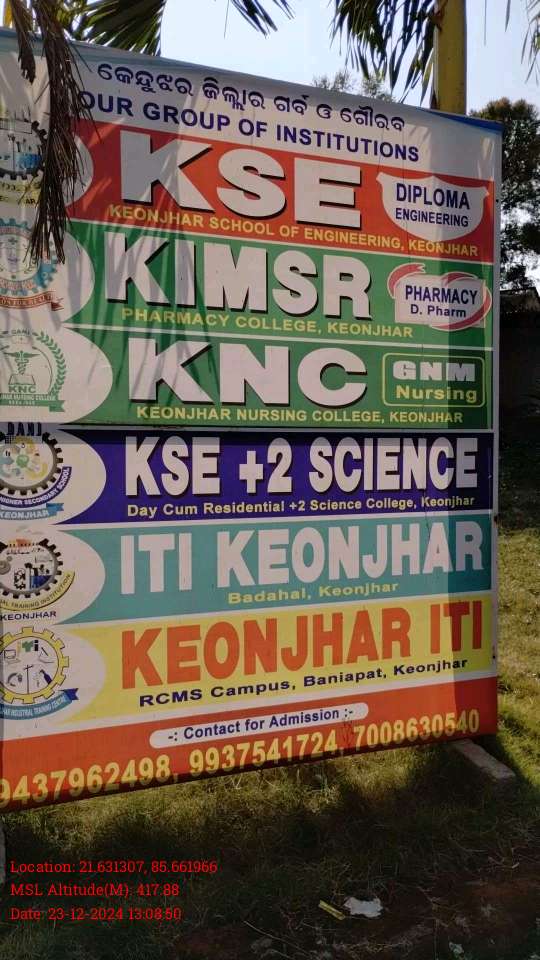 କେନ୍ଦୁଝର ଜିଲ୍ଲାର ଗର୍ବ ଓ ଗୌରବ
OUR GROUP OF INSTITUTIONS
KSE
DIPLOMA
ENGINEERING
KEONJHAR SCHOOL OF ENGINEERING, KEONJHAR
KIMSR
PHARMACY
D. Pharm
PHARMACY COLLEGE, KEONJHAR
KNC
GNM
Nursing
KEONJHAR NURSING COLLEGE, KEONJHAR
KNC
KSE +2 SCIENCE
Day Cum Residential +2 Science College, Keonjhar
KEONJHAR
ITI KEONJHAR
Badahal, Keonjhar
KEONJHAR
KEONJHAR ITI
RCMS Campus, Baniapat, Keonjhar
-: Contact for Admission :-
9437962498, 9937541724, 7008630540
Location: 21.631307, 85.661966
MSL Altitude(M): 417.88
Date: 23-12-2024 13:08:50